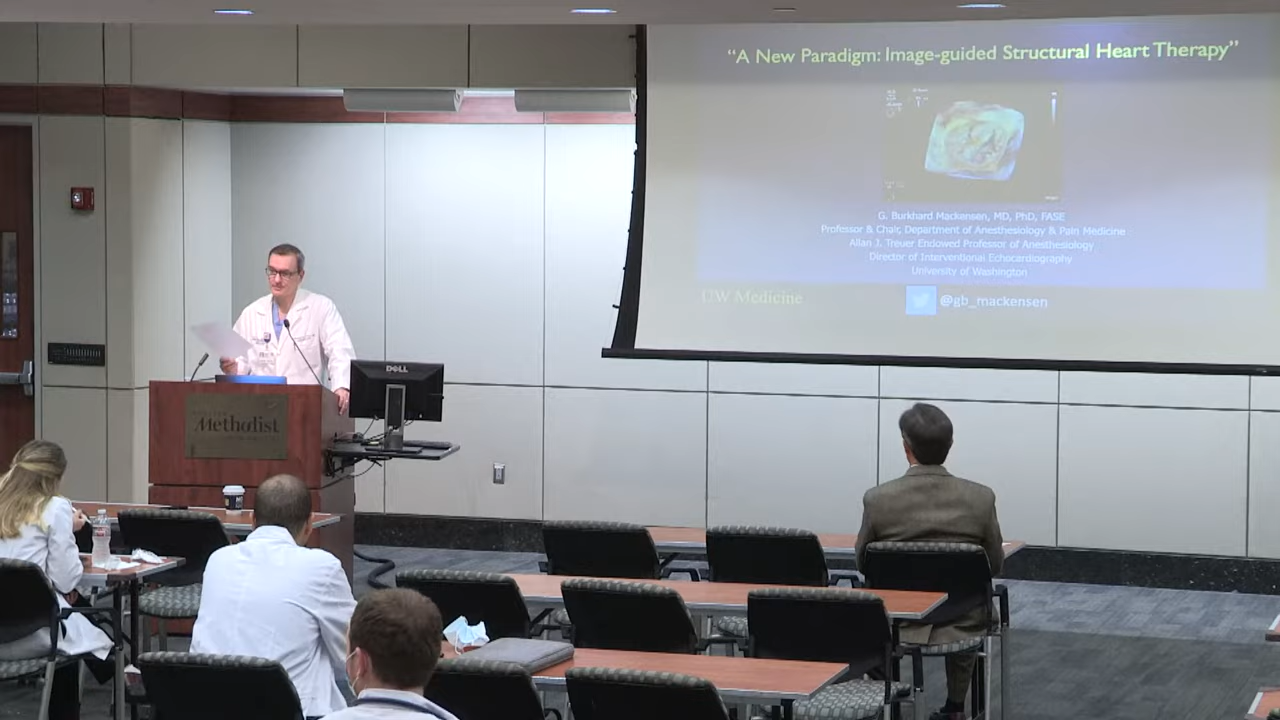 “A New Paradigm: Image-guided Structural Heart Therapy”
G. Burkhard Mackensen, MD, PhD, FASE
Professor & Chair, Department of Anesthesiology & Pain Medicine
Allan J. Treuer Endowed Professor of Anesthesiology
Director of Interventional Echocardiography
University of Washington
UW Medicine
@gb_mackensen
DELL
Methodist